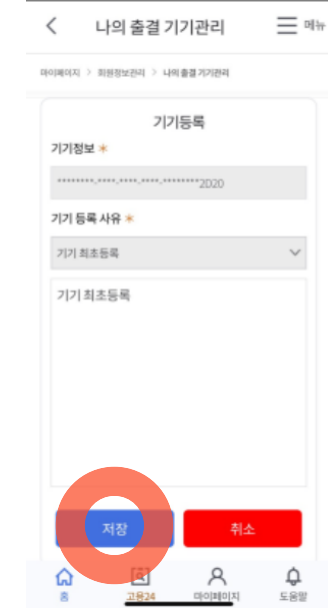 나의 출결 기기관리
메뉴
마이페이지 > 회원정보관리 > 나의 출결 기기관리
기기등록
기기정보 *
********-****-****-****-********2D20
기기 등록 사유 *
기기 최초등록
기기 최초등록
저장
취소
홈
고용24
마이페이지
도움말